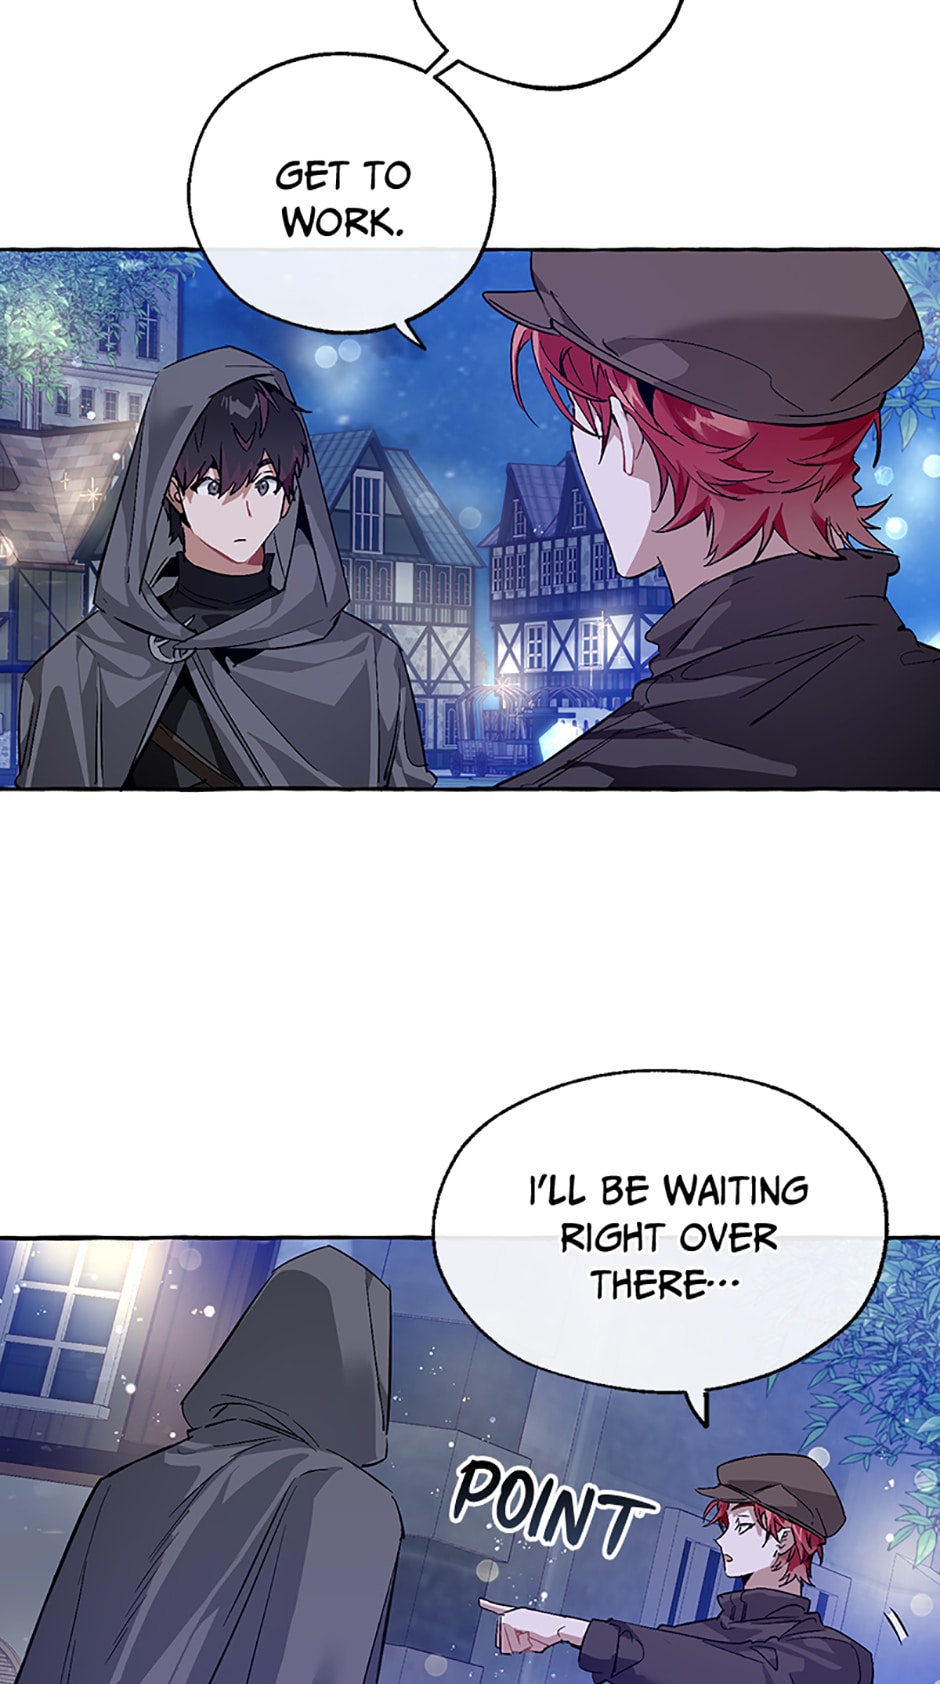 GET TO
WORK.
I'LL BE WAITING
RIGHT OVER
THERE...
POINT